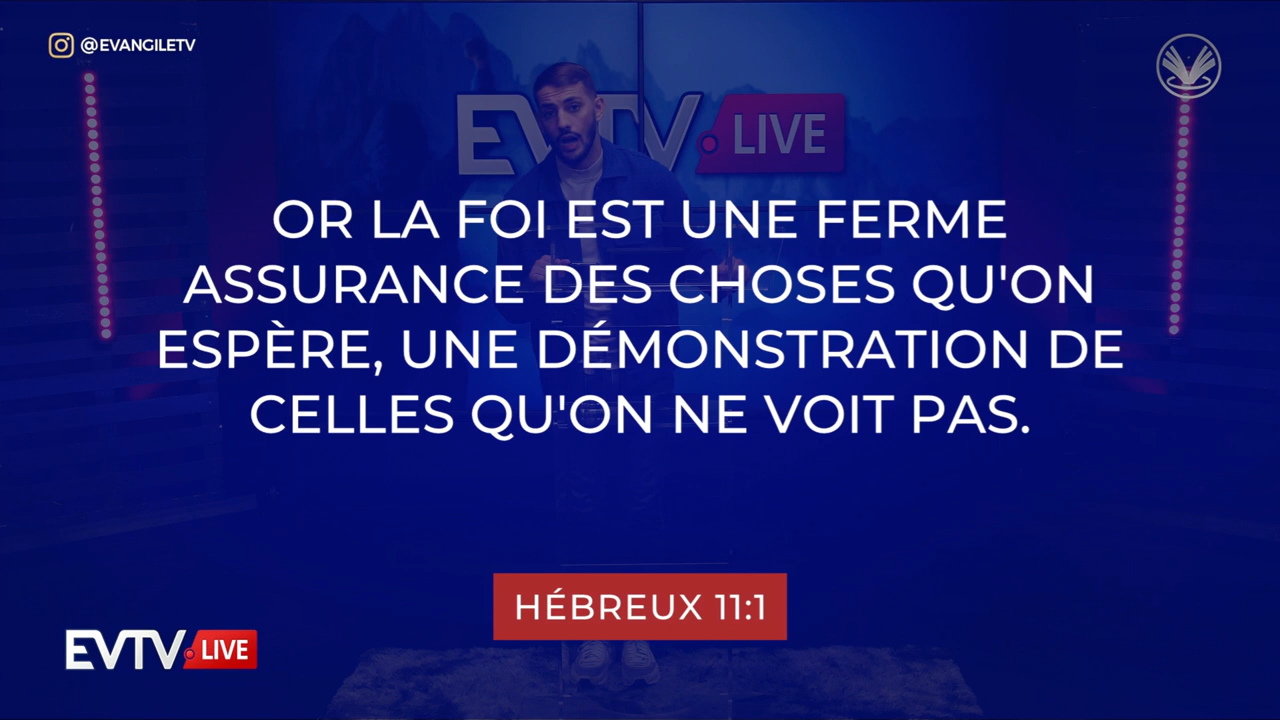 @EVANGILETV
EVTV LIVE
OR LA FOI EST UNE FERME
ASSURANCE DES CHOSES QU'ON
ESPÈRE, UNE DÉMONSTRATION DE
CELLES QU'ON NE VOIT PAS.
HÉBREUX 11:1
EVTV LIVE